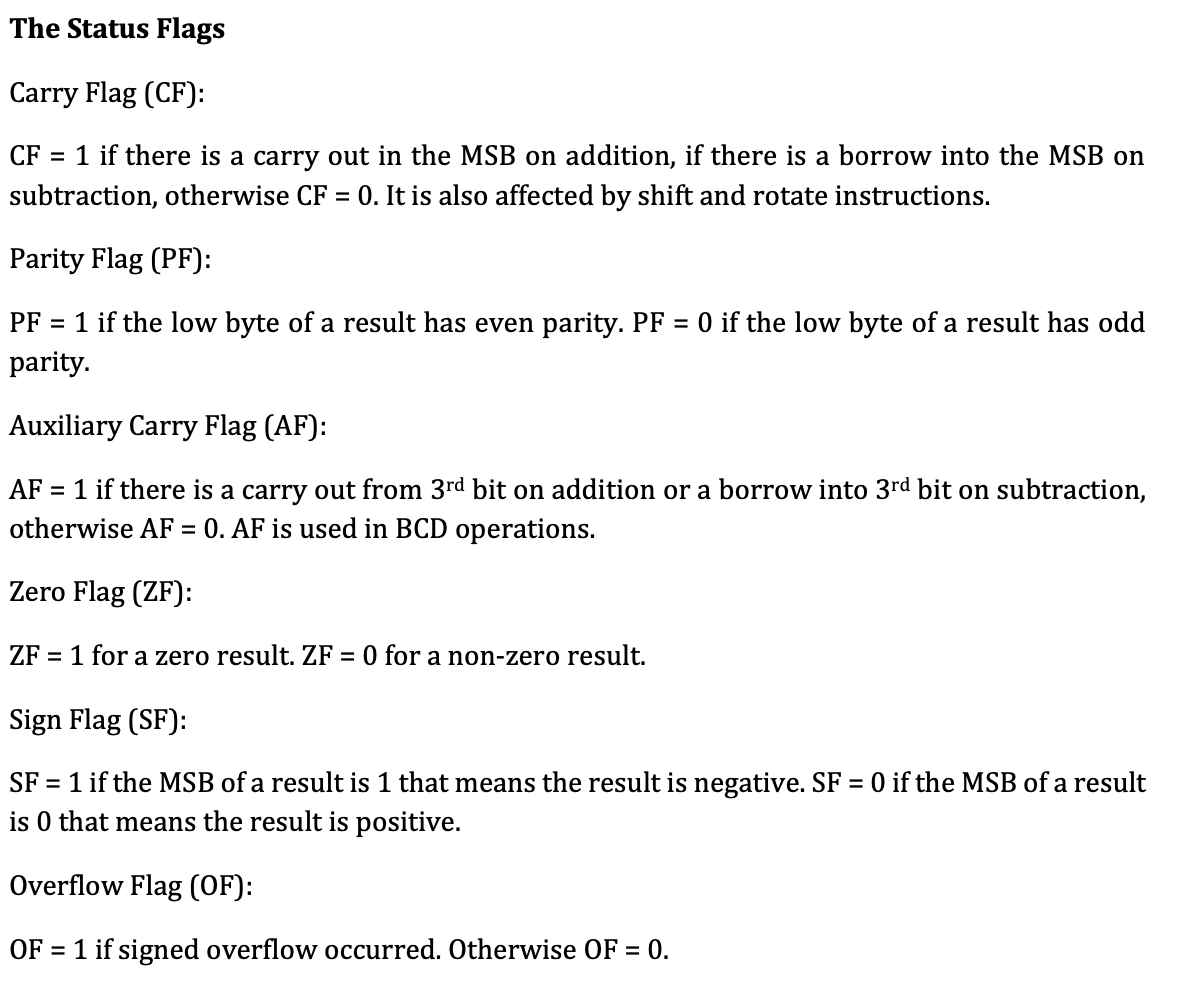 The Status Flags
Carry Flag (CF):
CF = 1 if there is a carry out in the MSB on addition, if there is a borrow into the MSB on
subtraction, otherwise CF = 0. It is also affected by shift and rotate instructions.
Parity Flag (PF):
PF = 1 if the low byte of a result has even parity. PF = 0 if the low byte of a result has odd
parity.
Auxiliary Carry Flag (AF):
AF = 1 if there is a carry out from 3rd bit on addition or a borrow into 3rd bit on subtraction,
otherwise AF = 0. AF is used in BCD operations.
Zero Flag (ZF):
ZF = 1 for a zero result. ZF = 0 for a non-zero result.
Sign Flag (SF):
SF = 1 if the MSB of a result is 1 that means the result is negative. SF = 0 if the MSB of a result
is 0 that means the result is positive.
Overflow Flag (OF):
OF = 1 if signed overflow occurred. Otherwise OF = 0.